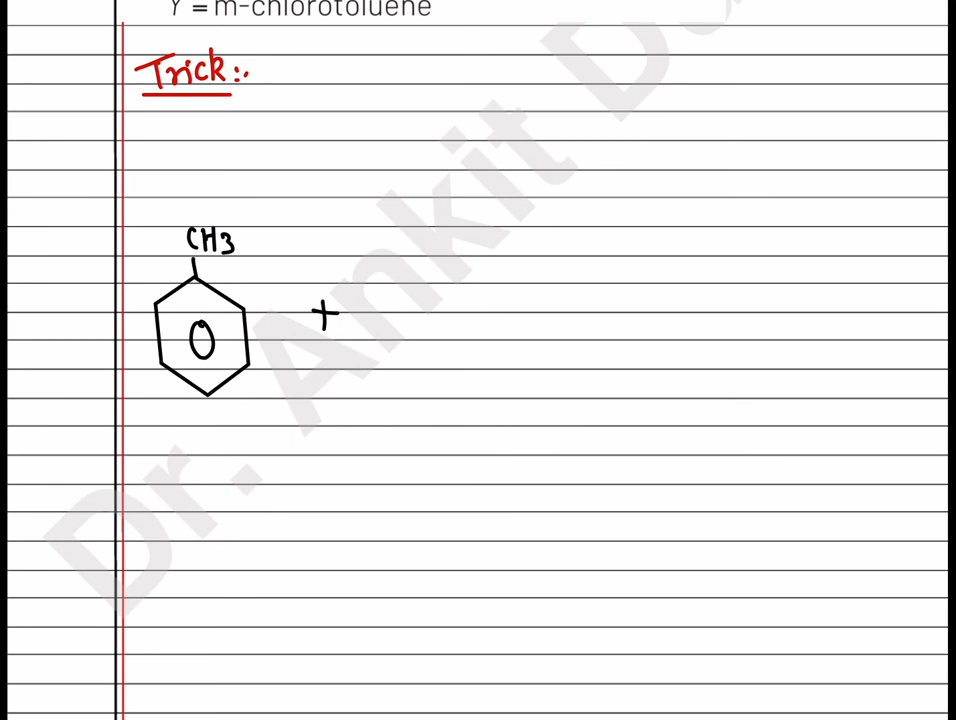 Y = m-chlorotoluene
Trick:.
CH3
+
Dr. Ankit D